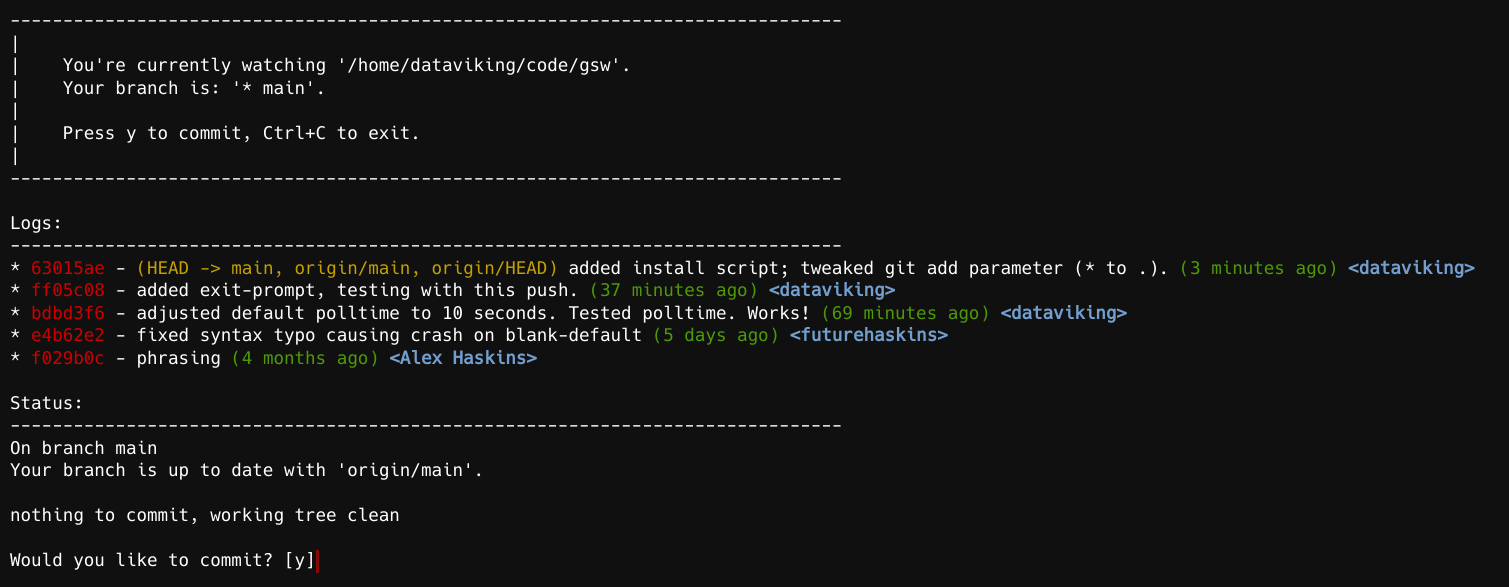 -------------------------------------------------------------------------------
|
|    You're currently watching '/home/dataviking/code/gsw'.
|    Your branch is: '* main'.
|
|    Press y to commit, Ctrl+C to exit.
|
-------------------------------------------------------------------------------
Logs:
-------------------------------------------------------------------------------
* 63015ae - (HEAD -> main, origin/main, origin/HEAD) added install script; tweaked git add parameter (* to .). (3 minutes ago) <dataviking>
* ff05c08 - added exit-prompt, testing with this push. (37 minutes ago) <dataviking>
* bdbd3f6 - adjusted default polltime to 10 seconds. Tested polltime. Works! (69 minutes ago) <dataviking>
* e4b62e2 - fixed syntax typo causing crash on blank-default (5 days ago) <futurehaskins>
* f029b0c - phrasing (4 months ago) <Alex Haskins>
Status:
-------------------------------------------------------------------------------
On branch main
Your branch is up to date with 'origin/main'.
nothing to commit, working tree clean
Would you like to commit? [y]